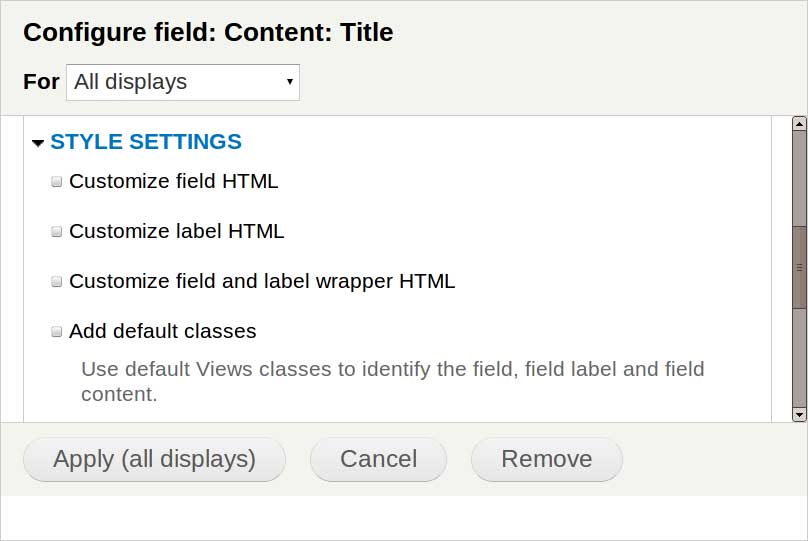 Configure field: Content: Title
For All displays
STYLE SETTINGS
Customize field HTML
Customize label HTML
Customize field and label wrapper HTML
Add default classes
Use default Views classes to identify the field, field label and field
content.
Apply (all displays) Cancel Remove